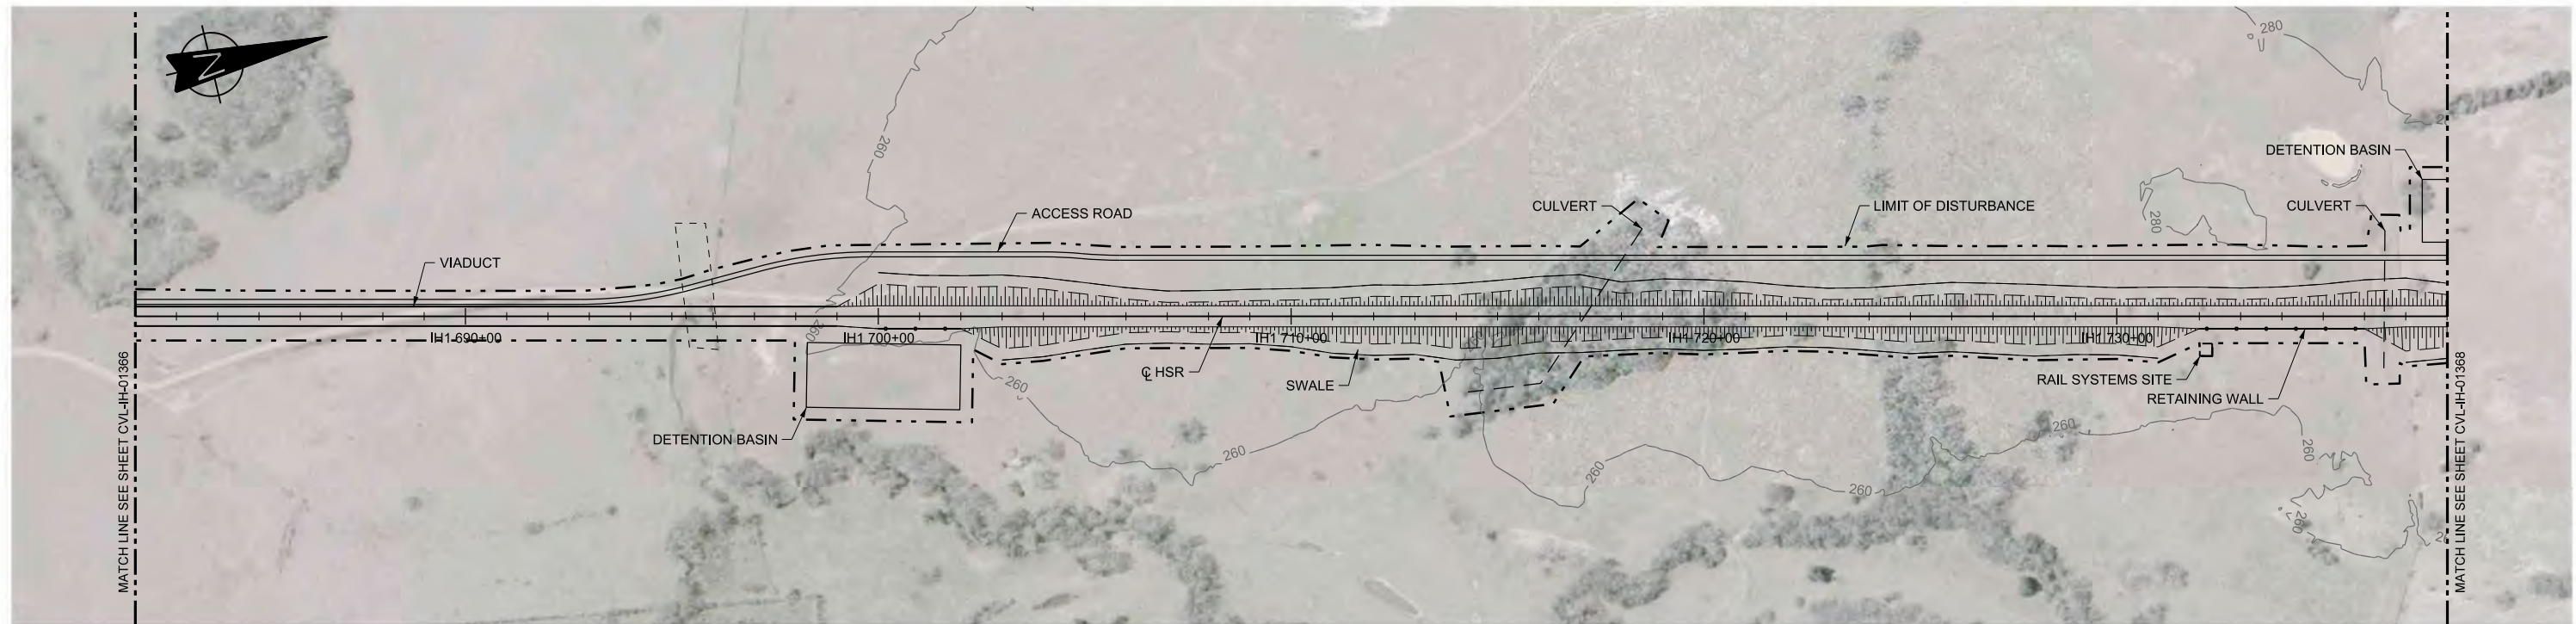 N
280
260
DETENTION BASIN
CULVERT
LIMIT OF DISTURBANCE
CULVERT
ACCESS ROAD
280
VIADUCT
260
IH1 690+00
IH1 700+00
IH1 710+00
IH1 720+00
IH1 730+00
℄ HSR
SWALE
260
RAIL SYSTEMS SITE
RETAINING WALL
DETENTION BASIN
260
260
260
260
260
260
MATCH LINE SEE SHEET CVL-IH-01366
MATCH LINE SEE SHEET CVL-IH-01368